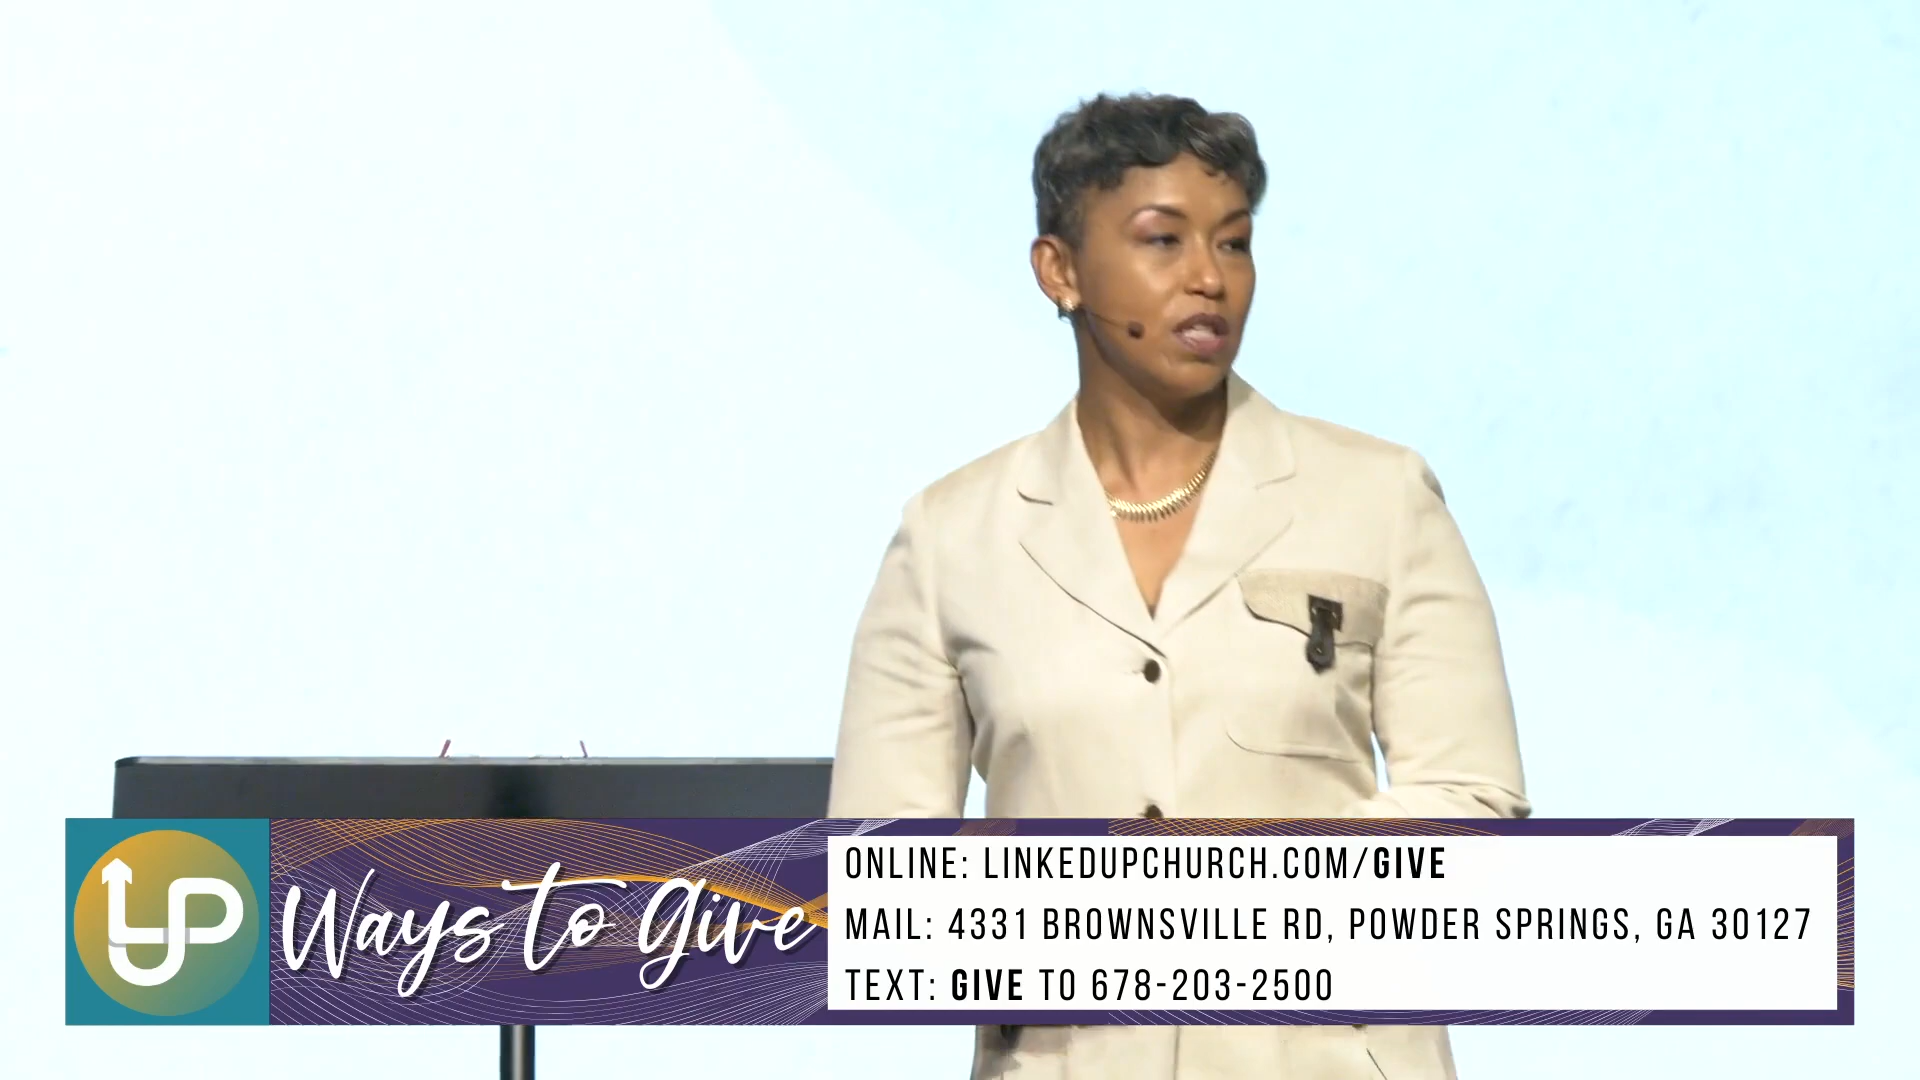 UP
Ways to Give
ONLINE: LINKEDUPCHURCH.COM/GIVE
MAIL: 4331 BROWNSVILLE RD, POWDER SPRINGS, GA 30127
TEXT: GIVE TO 678-203-2500